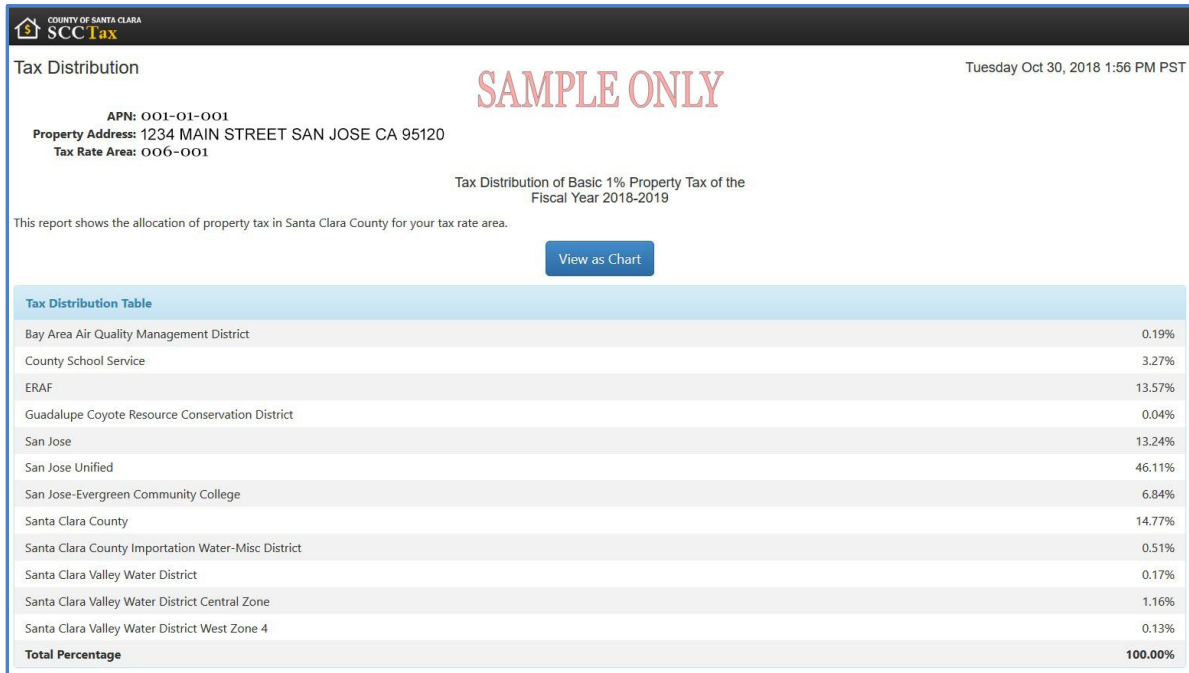 COUNTY OF SANTA CLARA
SCCTax
Tax Distribution
SAMPLE ONLY
Tuesday Oct 30, 2018 1:56 PM PST
APN: 001-01-001
Property Address: 1234 MAIN STREET SAN JOSE CA 95120
Tax Rate Area: 006-001
Tax Distribution of Basic 1% Property Tax of the
Fiscal Year 2018-2019
This report shows the allocation of property tax in Santa Clara County for your tax rate area.
View as Chart
Tax Distribution Table
Bay Area Air Quality Management District 0.19%
County School Service 3.27%
ERAF 13.57%
Guadalupe Coyote Resource Conservation District 0.04%
San Jose 13.24%
San Jose Unified 46.11%
San Jose-Evergreen Community College 6.84%
Santa Clara County 14.77%
Santa Clara County Importation Water-Misc District 0.51%
Santa Clara Valley Water District 0.17%
Santa Clara Valley Water District Central Zone 1.16%
Santa Clara Valley Water District West Zone 4 0.13%
Total Percentage 100.00%